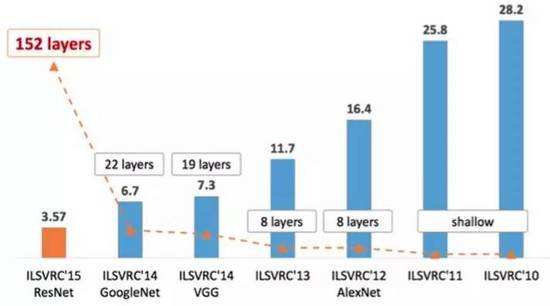 28.2
25.8
152 layers
16.4
22 layers
19 layers
11.7
6.7
7.3
3.57
8 layers
8 layers
shallow
ILSVRC'15
ResNet
ILSVRC'14
GoogleNet
ILSVRC'14
VGG
ILSVRC'13
ILSVRC'12
AlexNet
ILSVRC'11
ILSVRC'10